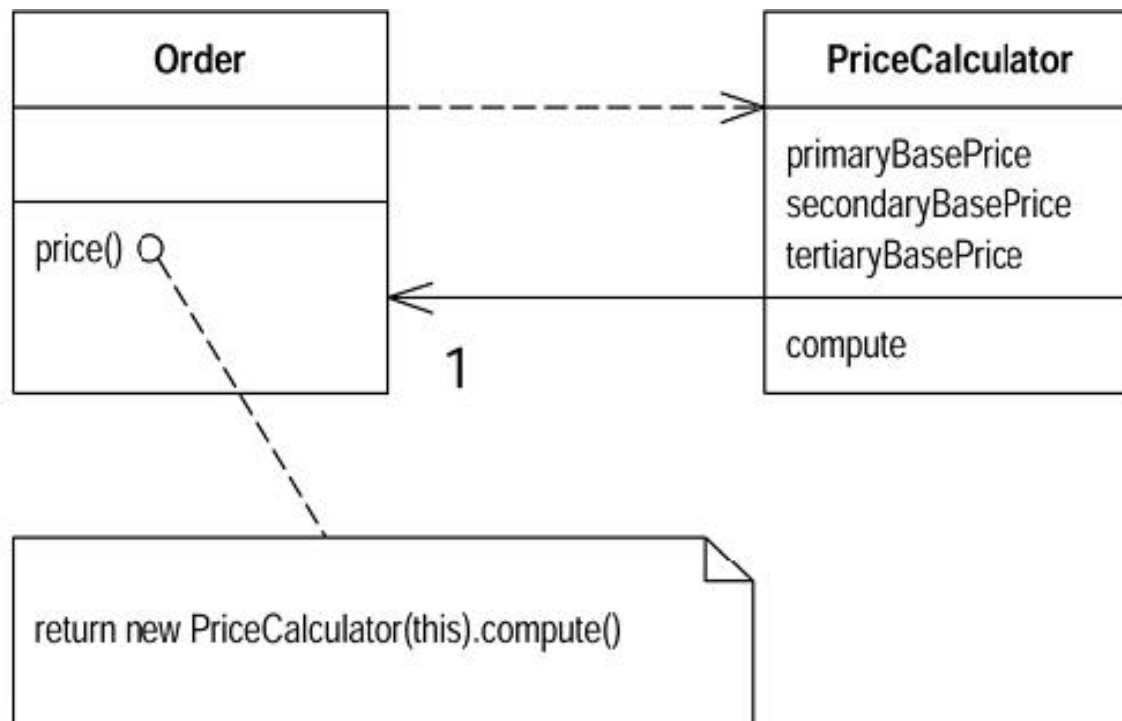 Order
price()
PriceCalculator
primaryBasePrice
secondaryBasePrice
tertiaryBasePrice
compute
1
return new PriceCalculator(this).compute()